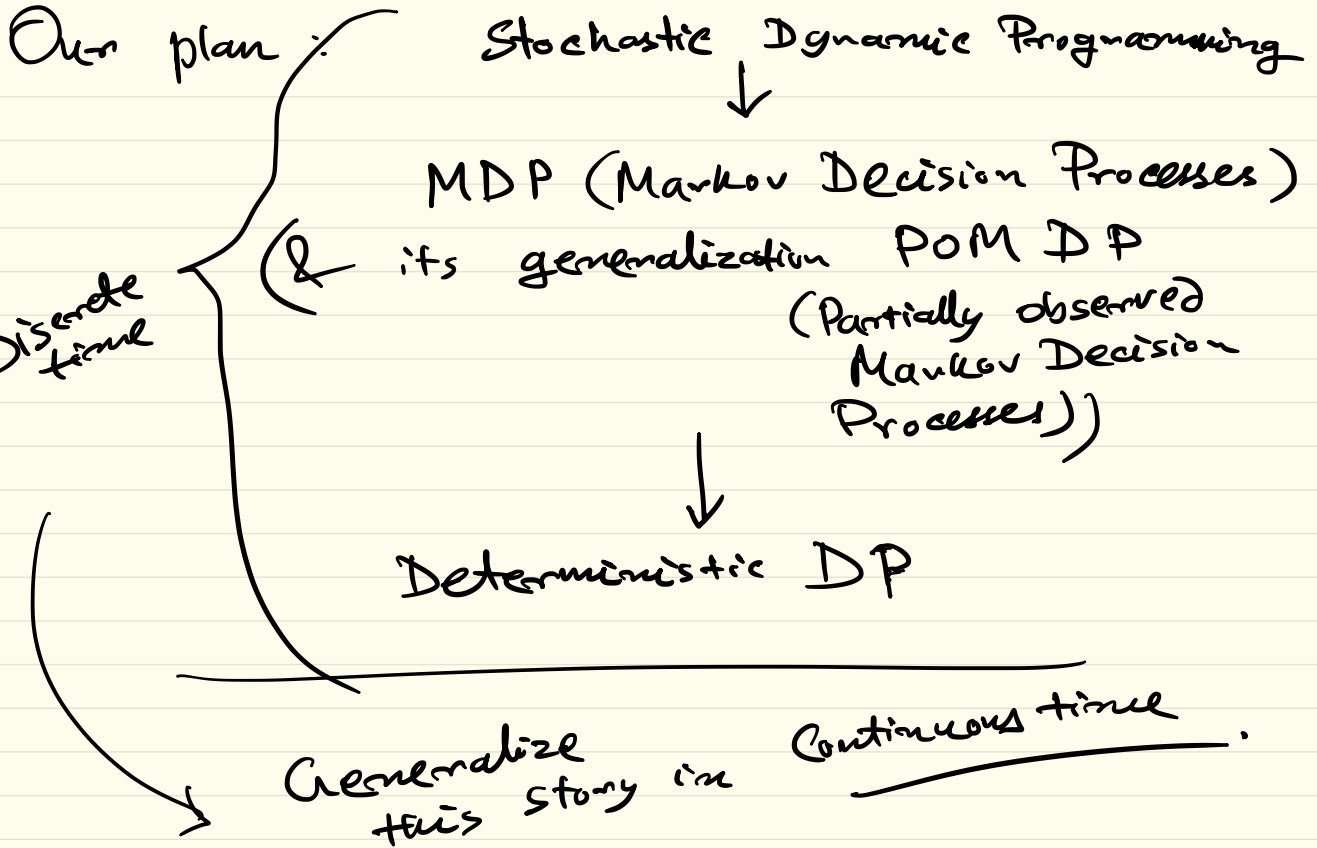 Our plan : Stochastic Dynamic Programming
↓
MDP (Markov Decision Processes)
(& its generalization POMDP
(Partially observed
Markov Decision
Processes))
Discrete
time
↓
Deterministic DP
Generalize
this story in Continuous time.